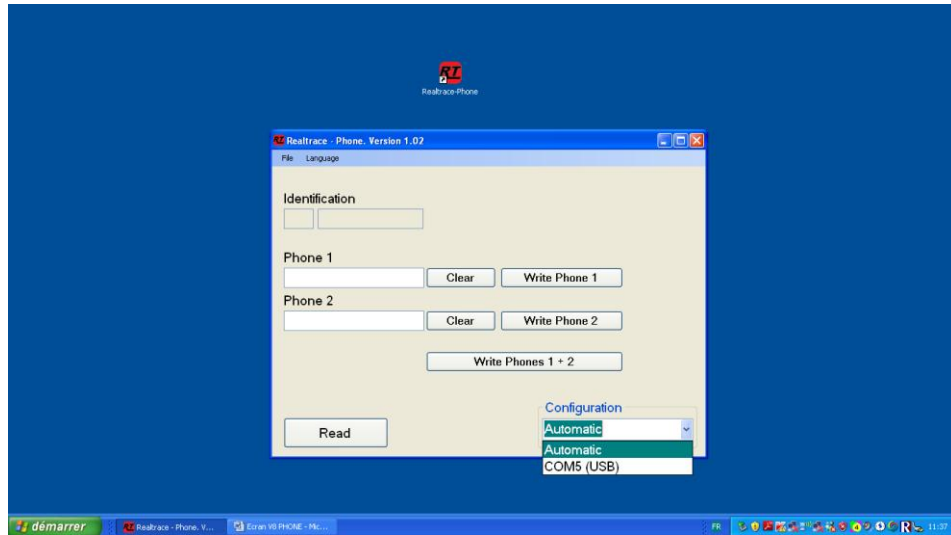 RT
Realtrace-Phone
RT Realtrace - Phone. Version 1.02
File Language
Identification
Phone 1
Clear Write Phone 1
Phone 2
Clear Write Phone 2
Write Phones 1 + 2
Configuration
Read Automatic
Automatic
COM5 (USB)
démarrer Realtrace - Phone. V... Ecran V8 PHONE - Mic... FR R 11:37